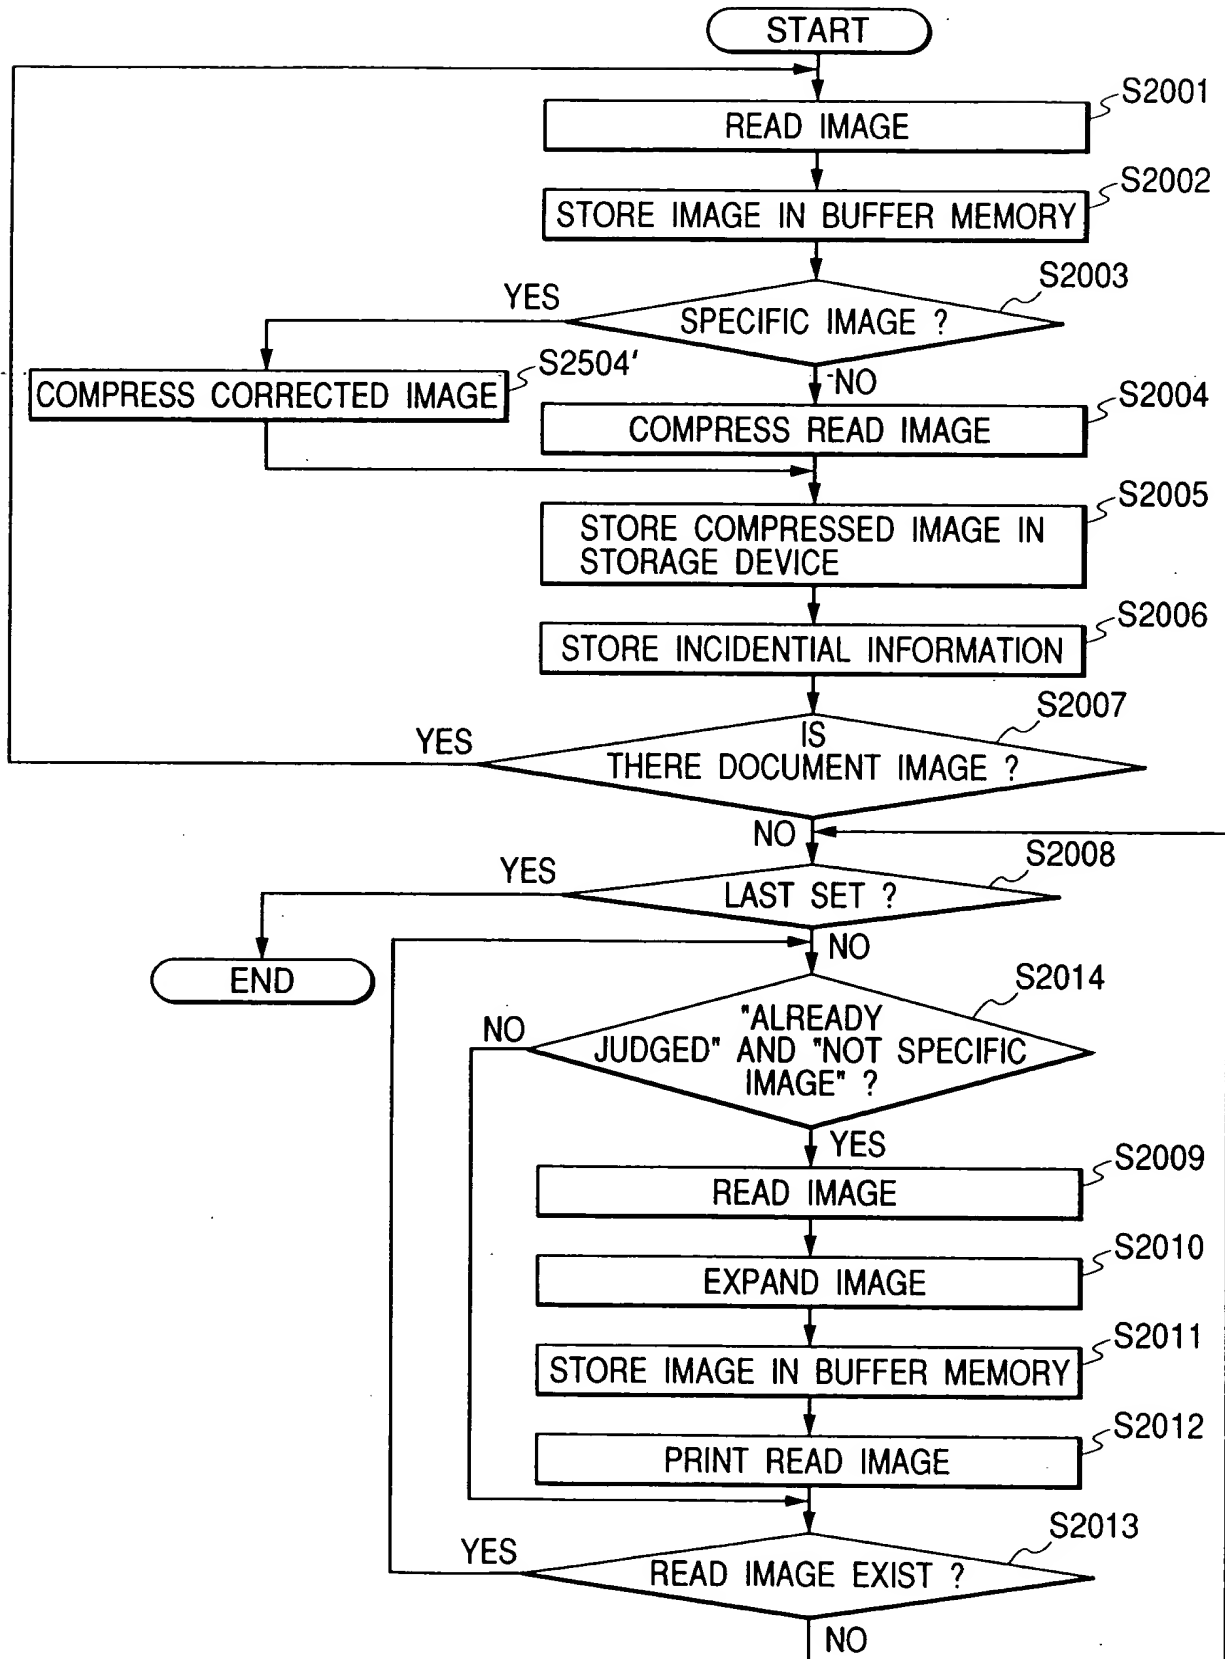 START
S2001
READ IMAGE
S2002
STORE IMAGE IN BUFFER MEMORY
S2003
YES
SPECIFIC IMAGE ?
S2504'
NO
COMPRESS CORRECTED IMAGE
S2004
COMPRESS READ IMAGE
S2005
STORE COMPRESSED IMAGE IN
STORAGE DEVICE
S2006
STORE INCIDENTIAL INFORMATION
S2007
YES
IS
THERE DOCUMENT IMAGE ?
NO
S2008
YES
LAST SET ?
NO
END
S2014
NO
"ALREADY
JUDGED" AND "NOT SPECIFIC
IMAGE" ?
YES
S2009
READ IMAGE
S2010
EXPAND IMAGE
S2011
STORE IMAGE IN BUFFER MEMORY
S2012
PRINT READ IMAGE
S2013
YES
READ IMAGE EXIST ?
NO